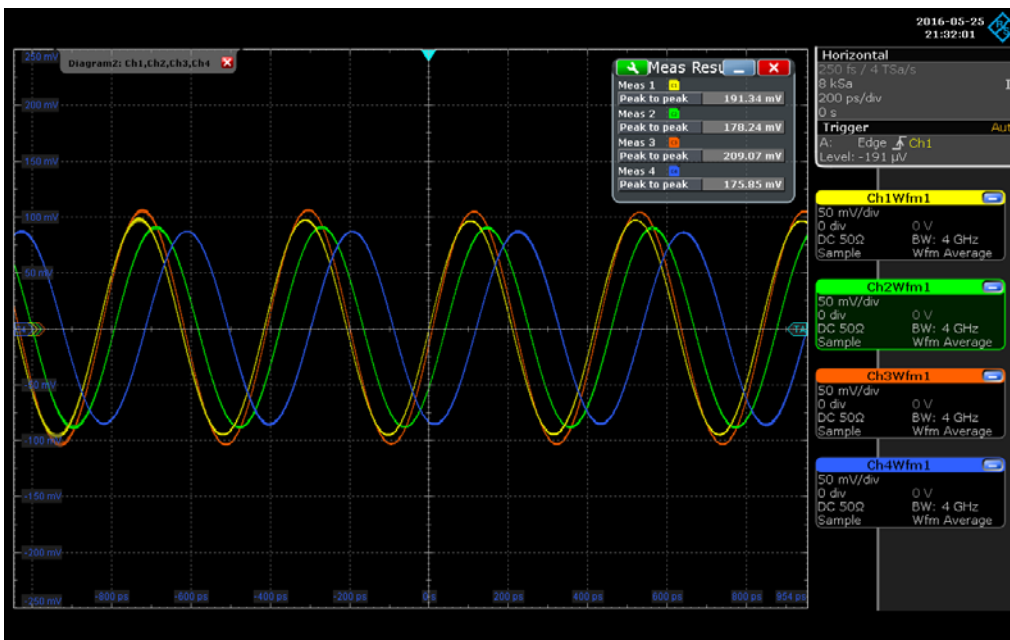 2016-05-25
21:32:01
Diagram2: Ch1,Ch2,Ch3,Ch4
250 mV
200 mV
150 mV
100 mV
50 mV
-50 mV
-100 mV
-150 mV
-200 mV
-250 mV
-800 ps
-600 ps
-400 ps
-200 ps
0 s
200 ps
400 ps
600 ps
800 ps
954 ps
TA
Meas Resu
Meas 1
Peak to peak 191.34 mV
Meas 2
Peak to peak 178.24 mV
Meas 3
Peak to peak 209.07 mV
Meas 4
Peak to peak 175.85 mV
Horizontal
250 fs / 4 TSa/s
8 kSa
200 ps/div
0 s
Trigger Aut
A: Edge Ch1
Level: -191 µV
Ch1Wfm1
50 mV/div
0 div 0 V
DC 50Ω BW: 4 GHz
Sample Wfm Average
Ch2Wfm1
50 mV/div
0 div 0 V
DC 50Ω BW: 4 GHz
Sample Wfm Average
Ch3Wfm1
50 mV/div
0 div 0 V
DC 50Ω BW: 4 GHz
Sample Wfm Average
Ch4Wfm1
50 mV/div
0 div 0 V
DC 50Ω BW: 4 GHz
Sample Wfm Average